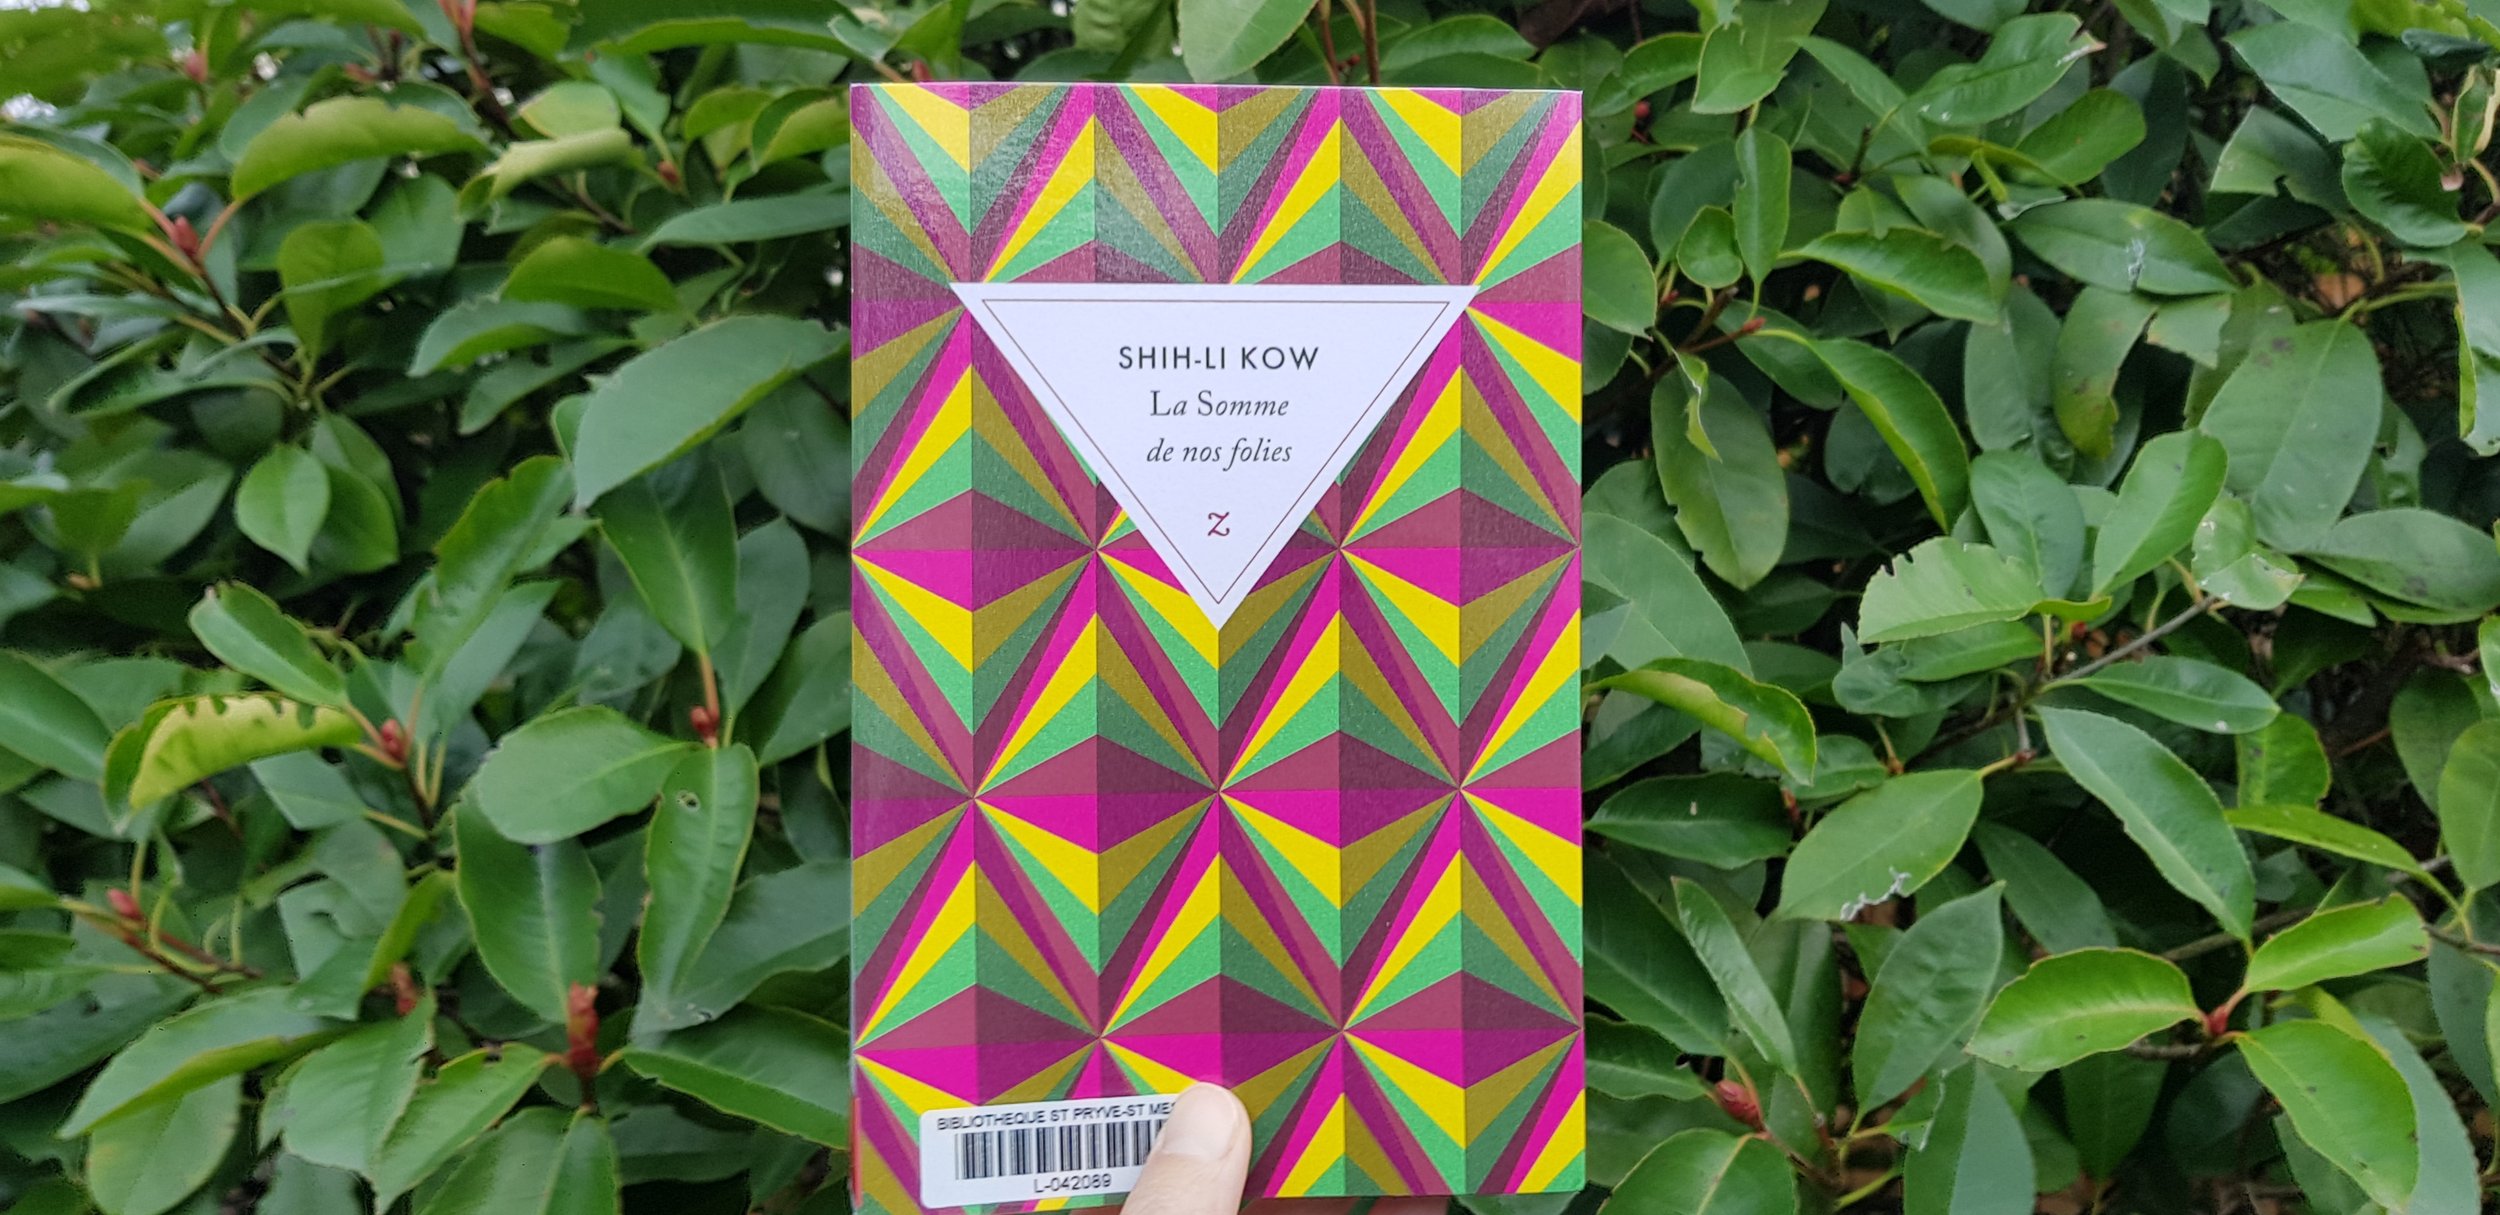 SHIH-LI KOW
La Somme
de nos folies
z
BIBLIOTHEQUE ST PRYVE-ST
L-042089